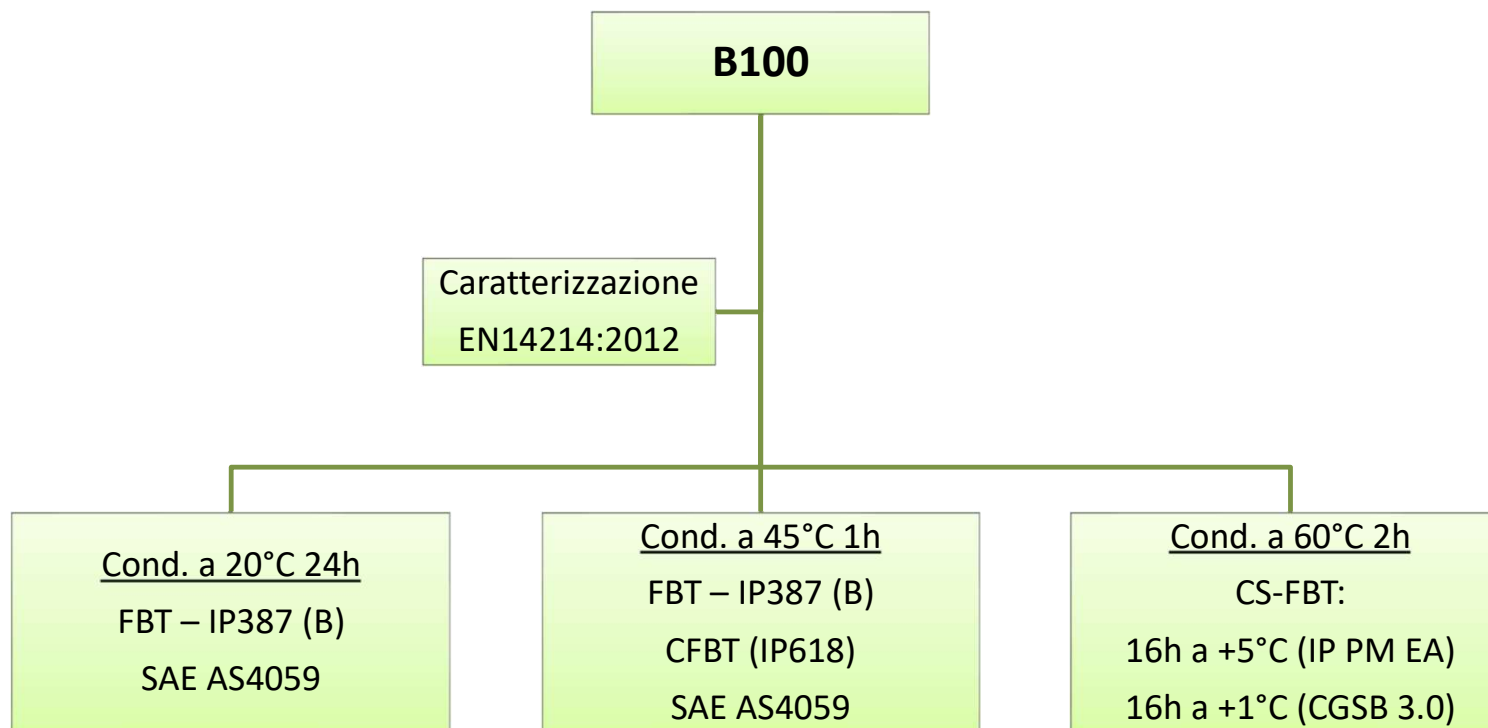 B100
Caratterizzazione
EN14214:2012
Cond. a 20°C 24h
FBT – IP387 (B)
SAE AS4059
Cond. a 45°C 1h
FBT – IP387 (B)
CFBT (IP618)
SAE AS4059
Cond. a 60°C 2h
CS-FBT:
16h a +5°C (IP PM EA)
16h a +1°C (CGSB 3.0)